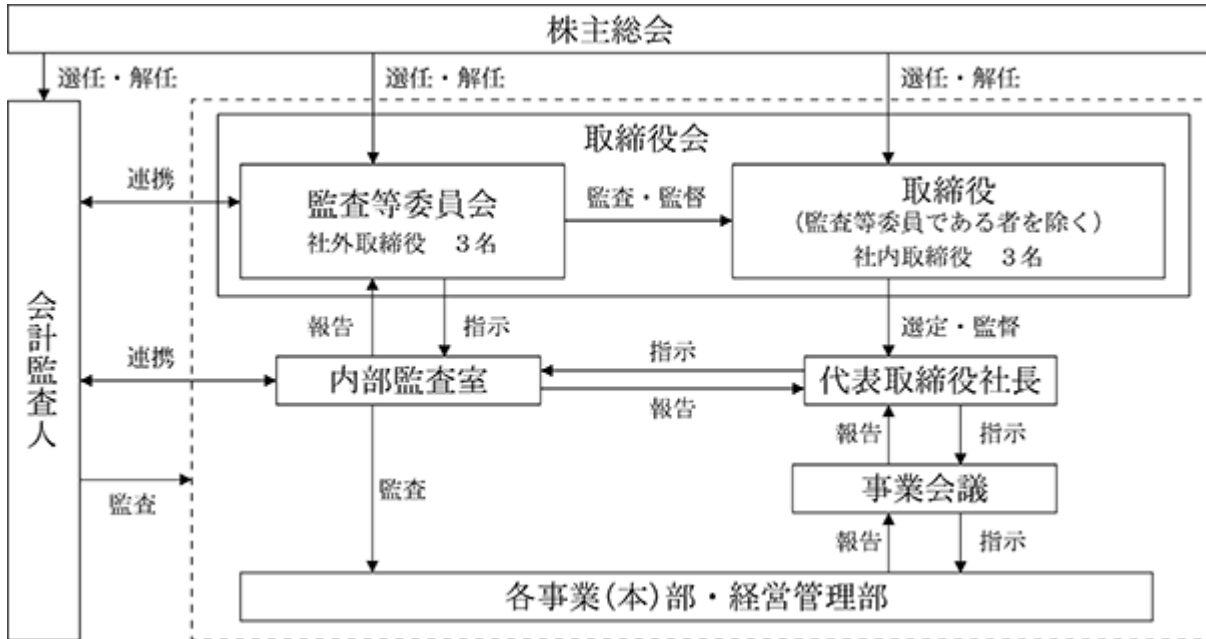 株主総会
選任・解任
選任・解任
選任・解任
取締役会
連携
監査等委員会
社外取締役　３名
監査・監督
取締役
（監査等委員である者を除く）
社内取締役　３名
会計監査人
報告
指示
選定・監督
連携
内部監査室
指示
報告
代表取締役社長
報告
指示
監査
監査
事業会議
報告
指示
各事業(本)部・経営管理部